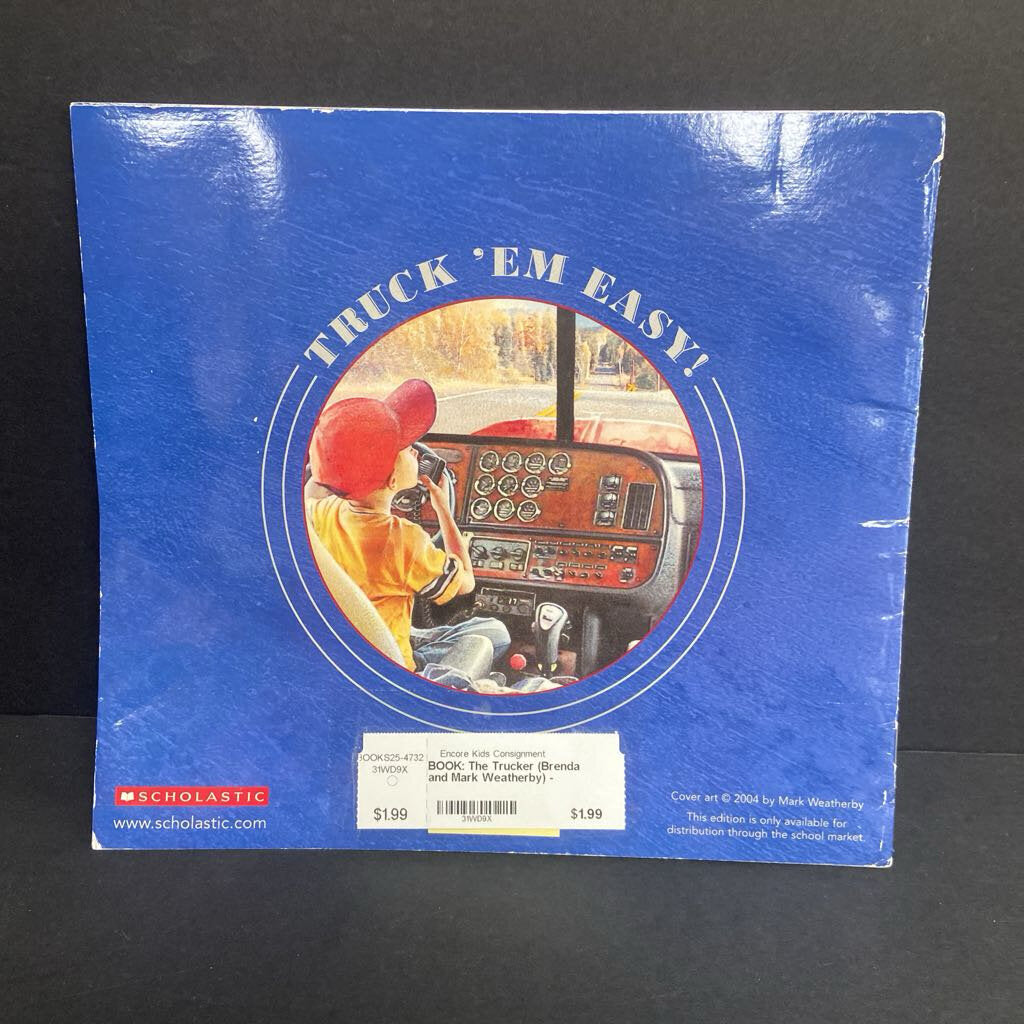 TRUCK 'EM EASY!
17
OOKS25-4732
31WD9X
$1.99
Encore Kids Consignment
BOOK: The Trucker (Brenda
and Mark Weatherby) -
31WD9X
$1.99
SCHOLASTIC
www.scholastic.com
Cover art © 2004 by Mark Weatherby
This edition is only available for
distribution through the school market.